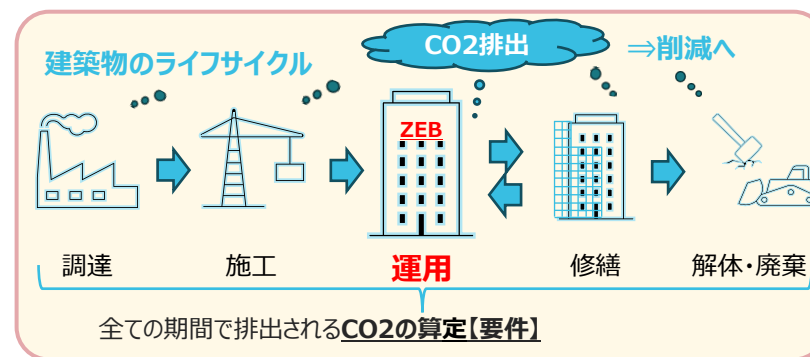 建築物のライフサイクル
CO2排出
⇒削減へ
ZEB
調達
施工
運用
修繕
解体・廃棄
全ての期間で排出されるCO2の算定【要件】